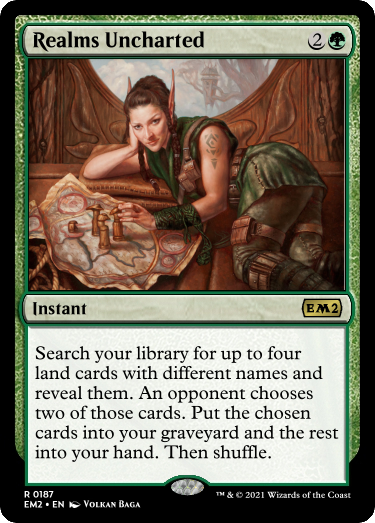 Realms Uncharted 2
Instant EM2
Search your library for up to four
land cards with different names and
reveal them. An opponent chooses
two of those cards. Put the chosen
cards into your graveyard and the rest
into your hand. Then shuffle.
R 0187
EM2 • EN Volkan Baga ™ & © 2021 Wizards of the Coast